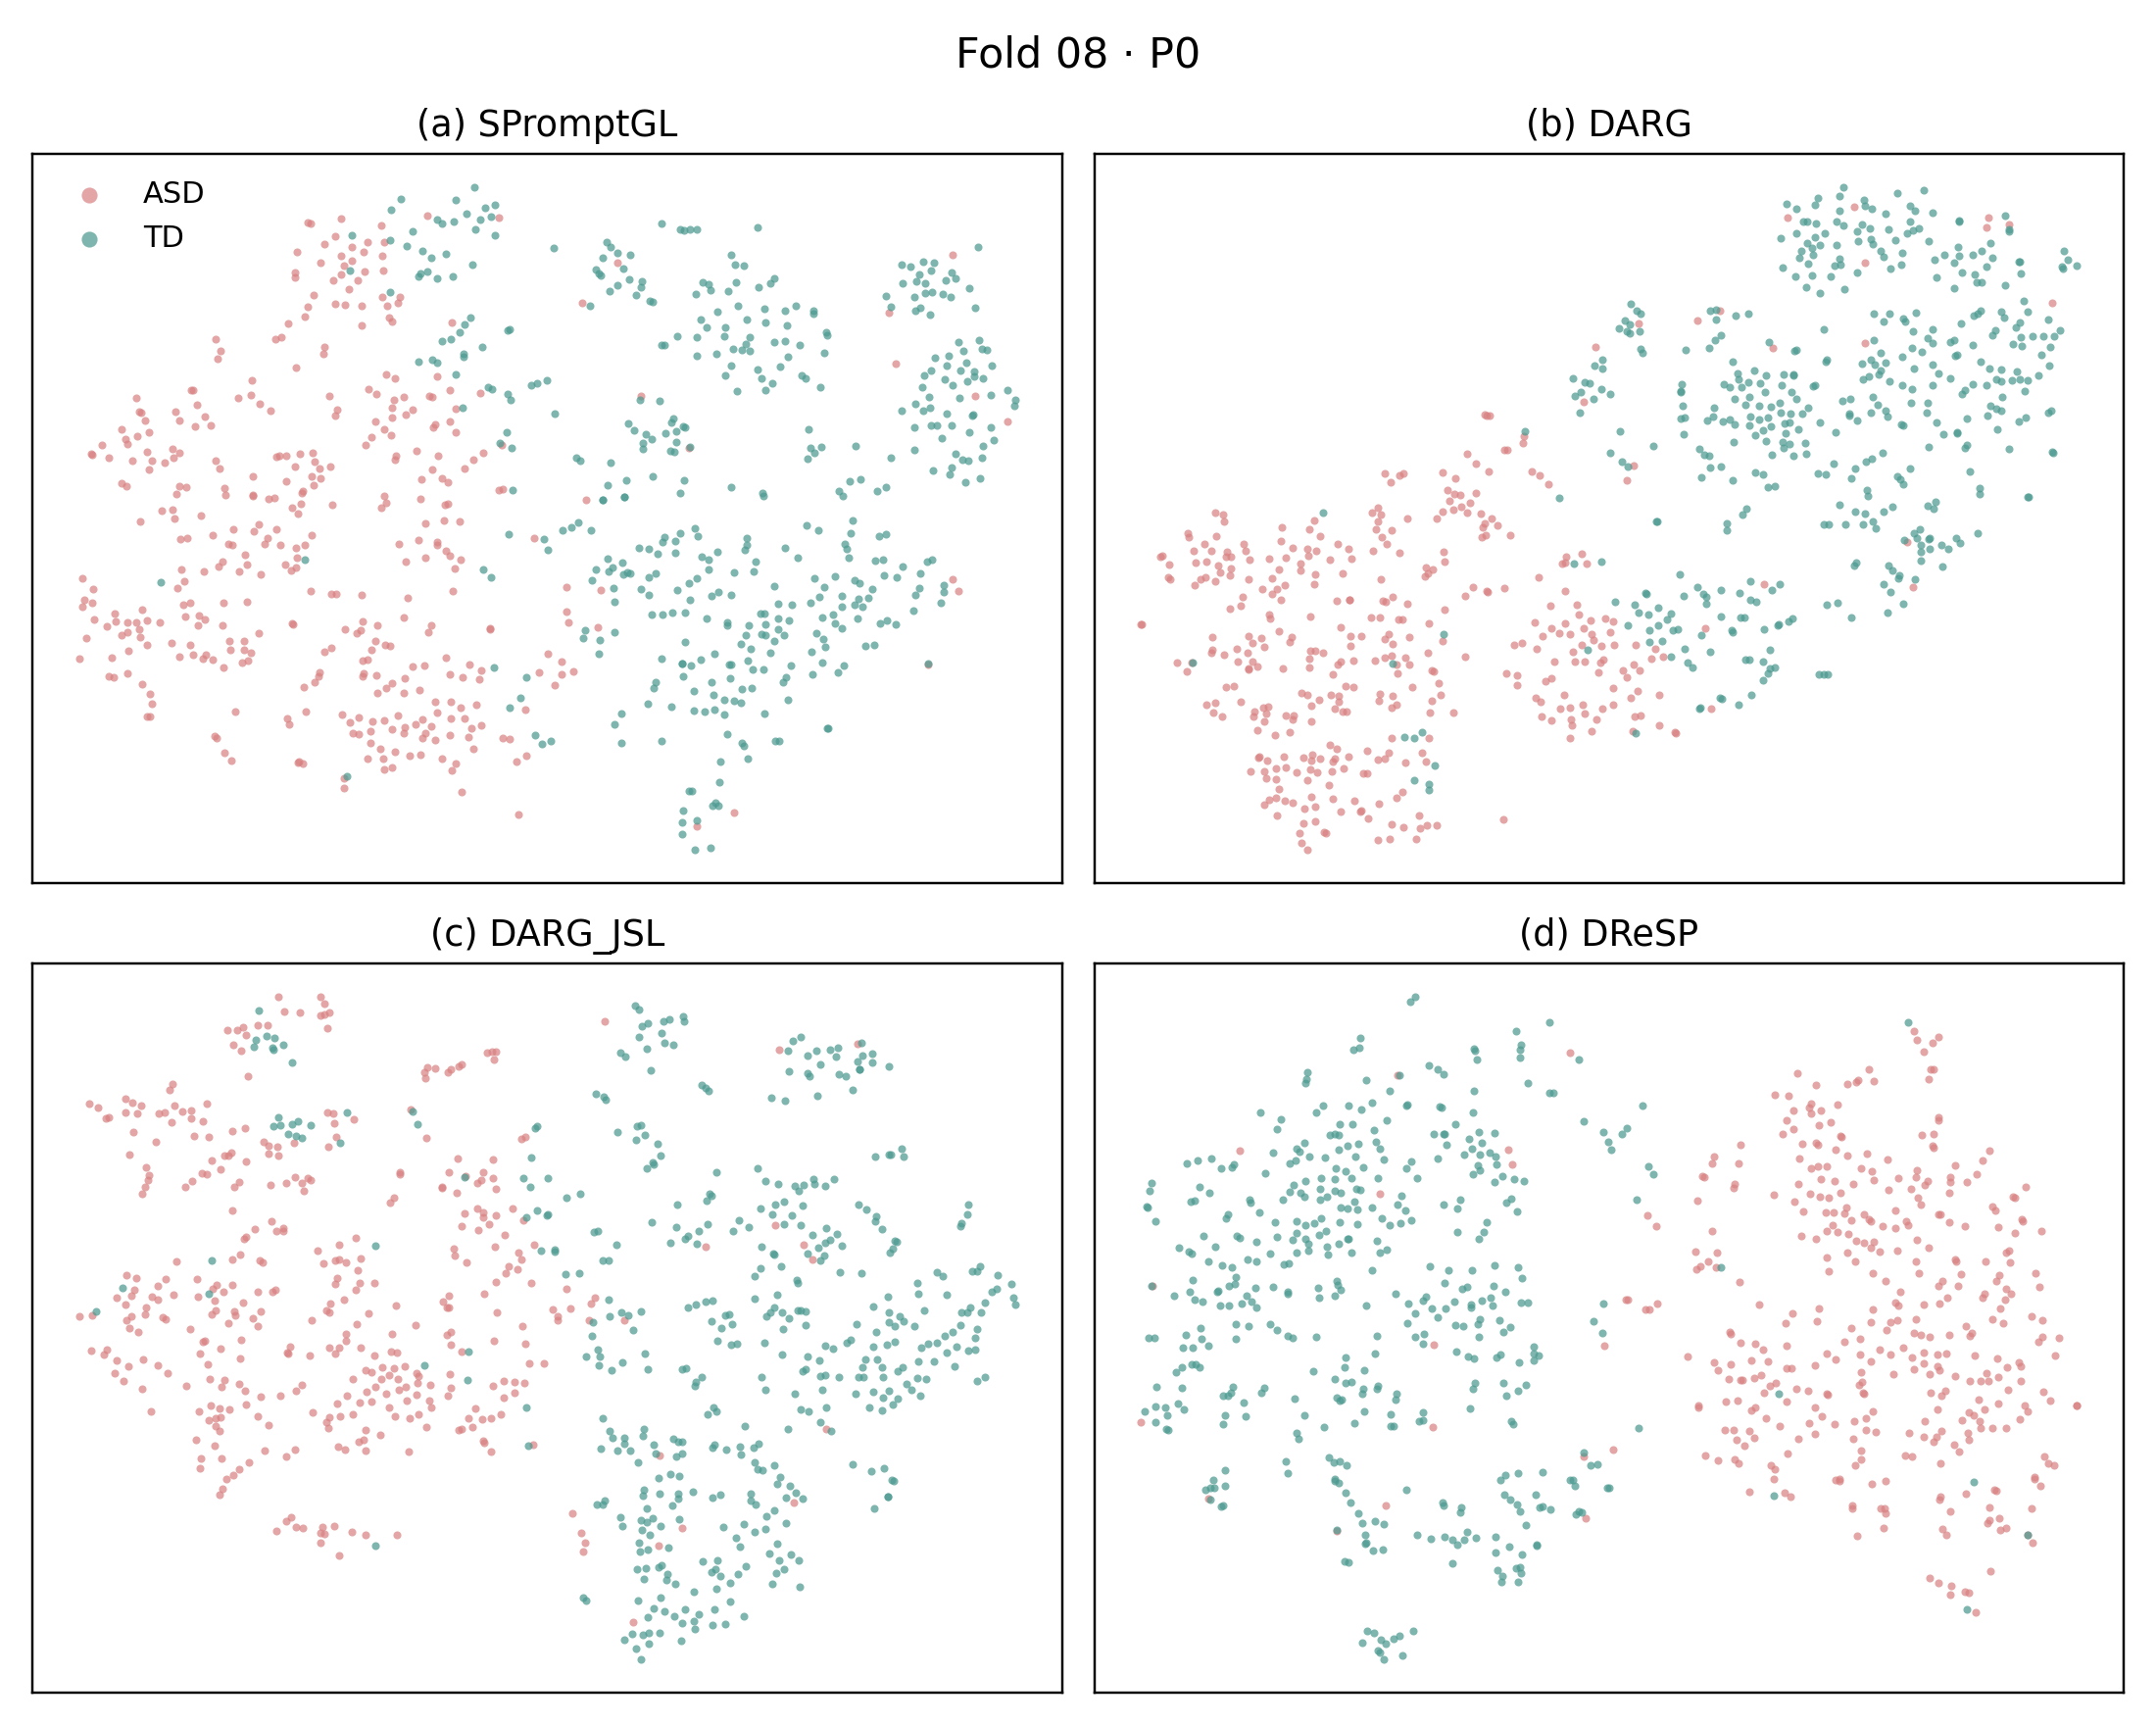 Fold 08 · P0
(a) SPromptGL
(b) DARG
ASD
TD
(c) DARG_JSL
(d) DReSP